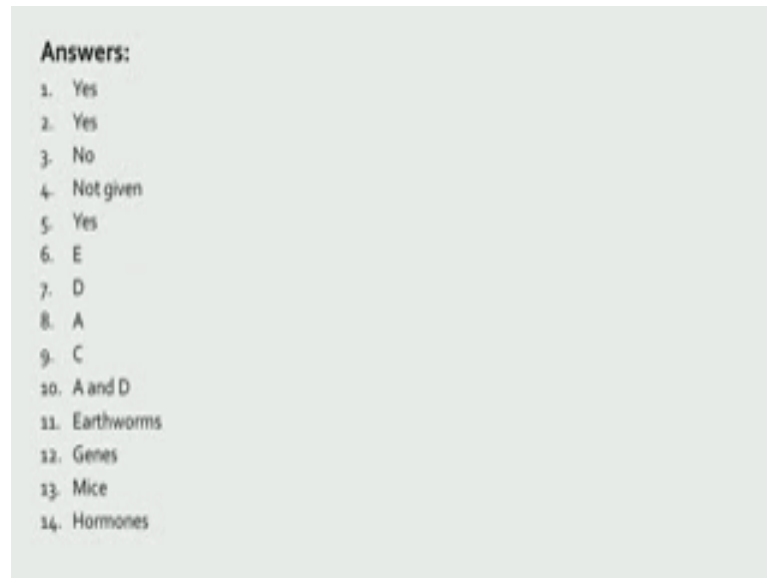 Answers:
1. Yes
2. Yes
3. No
4. Not given
5. Yes
6. E
7. D
8. A
9. C
10. A and D
11. Earthworms
12. Genes
13. Mice
14. Hormones